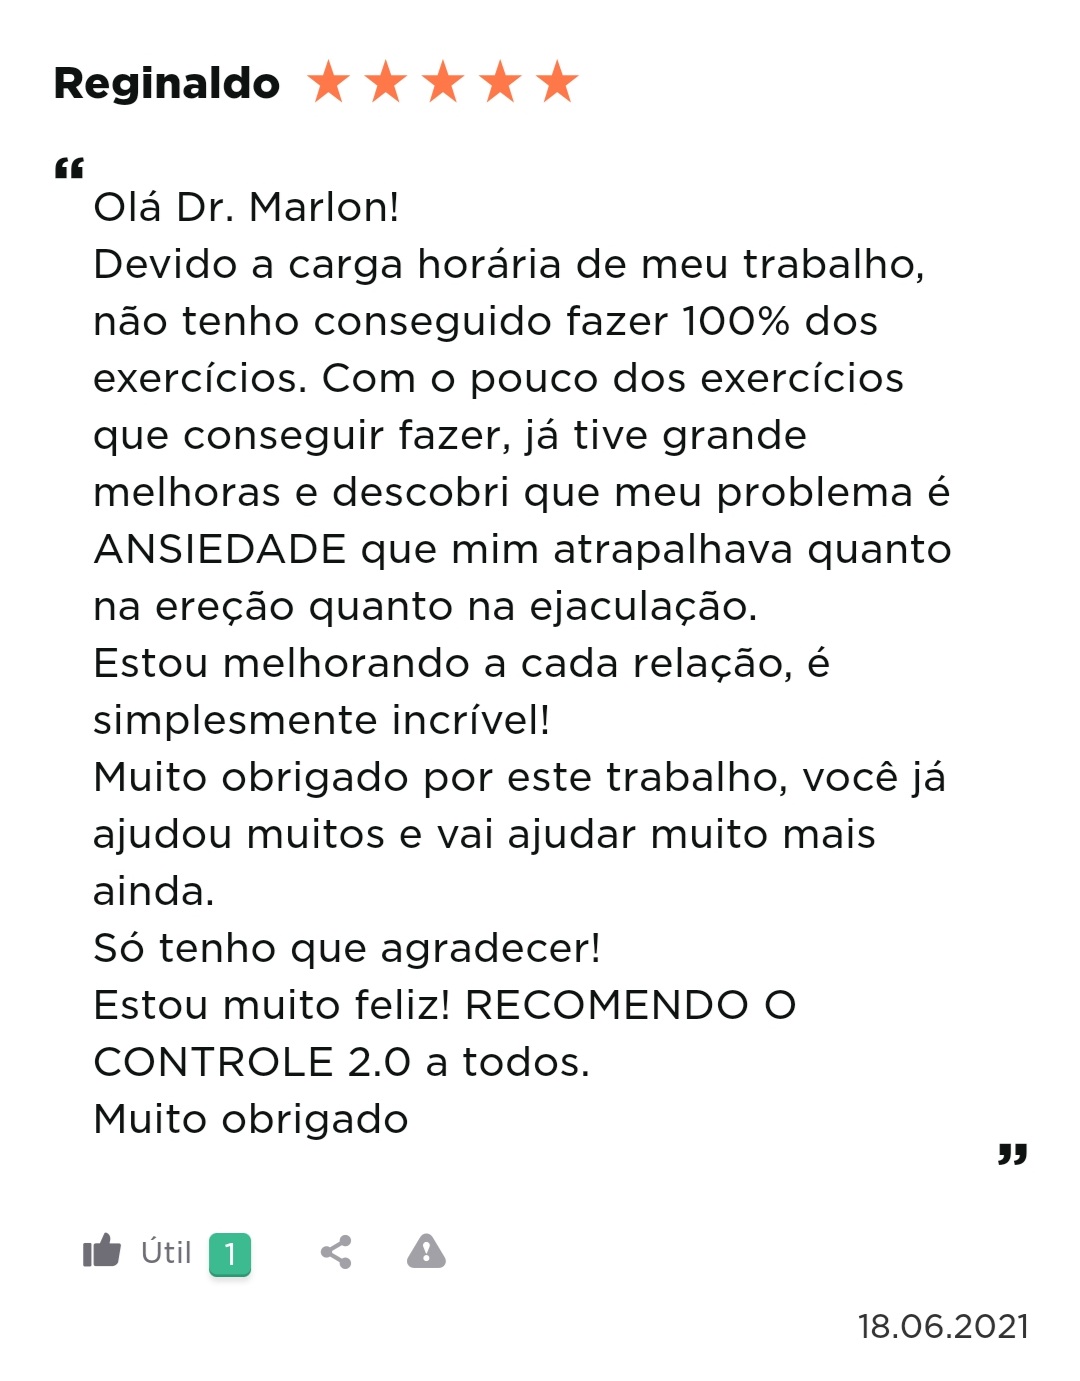 Reginaldo
“
Olá Dr. Marlon!
Devido a carga horária de meu trabalho,
não tenho conseguido fazer 100% dos
exercícios. Com o pouco dos exercícios
que conseguir fazer, já tive grande
melhoras e descobri que meu problema é
ANSIEDADE que mim atrapalhava quanto
na ereção quanto na ejaculação.
Estou melhorando a cada relação, é
simplesmente incrível!
Muito obrigado por este trabalho, você já
ajudou muitos e vai ajudar muito mais
ainda.
Só tenho que agradecer!
Estou muito feliz! RECOMENDO O
CONTROLE 2.0 a todos.
Muito obrigado
”
Útil 1
18.06.2021